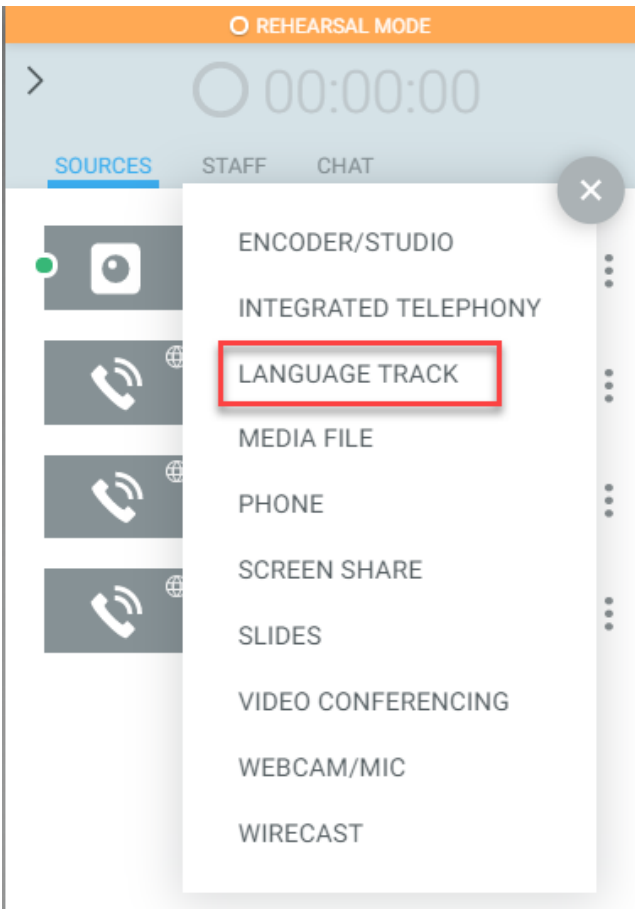 REHEARSAL MODE
00:00:00
SOURCES STAFF CHAT
ENCODER/STUDIO
INTEGRATED TELEPHONY
LANGUAGE TRACK
MEDIA FILE
PHONE
SCREEN SHARE
SLIDES
VIDEO CONFERENCING
WEBCAM/MIC
WIRECAST